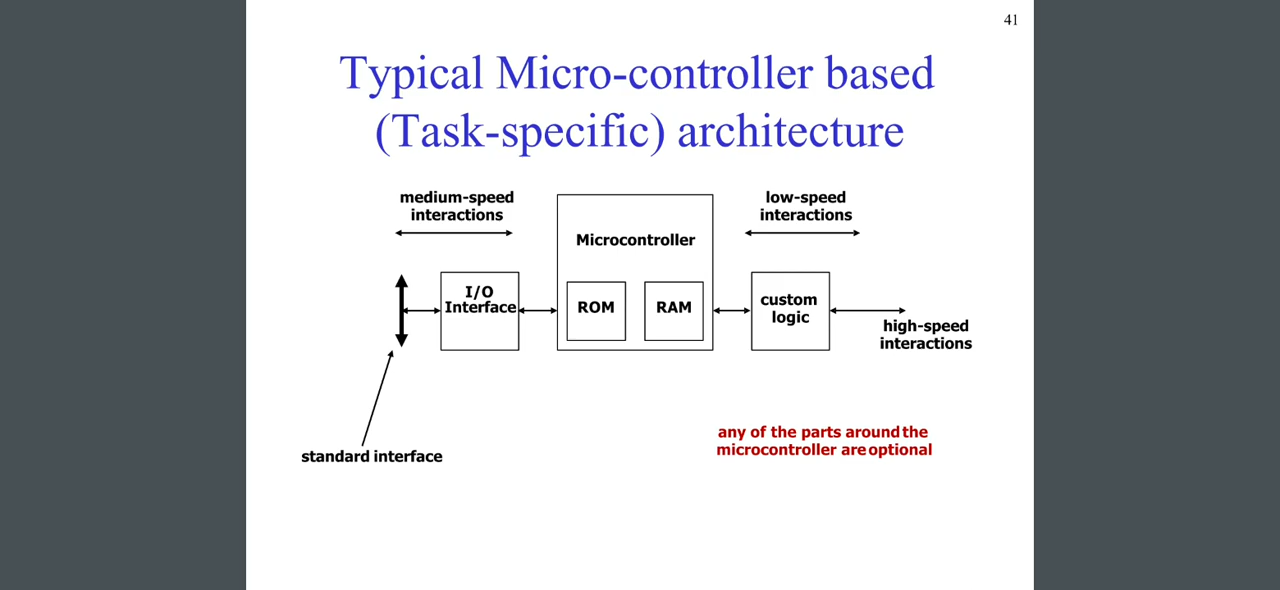 41
Typical Micro-controller based
(Task-specific) architecture
medium-speed
interactions
low-speed
interactions
Microcontroller
I/O
Interface
ROM
RAM
custom
logic
high-speed
interactions
any of the parts around the
microcontroller are optional
standard interface